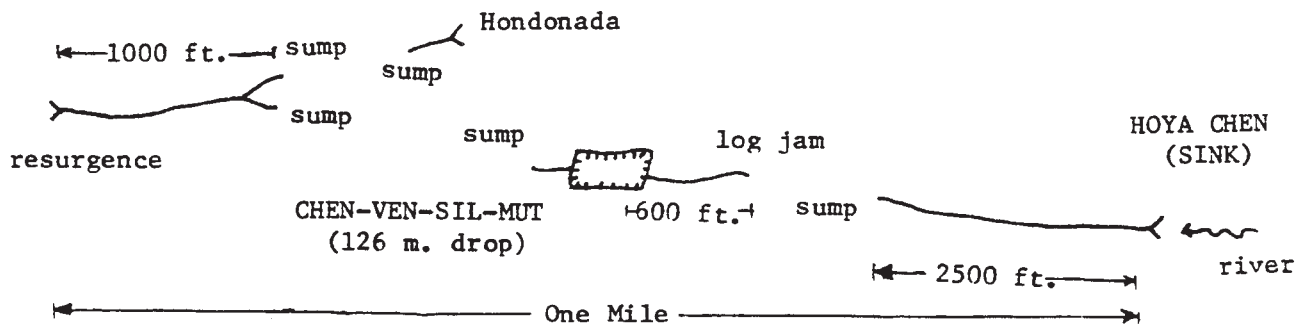 Hondonada
1000 ft.
sump
sump
sump
resurgence
sump
log jam
HOYA CHEN
(SINK)
CHEN-VEN-SIL-MUT
(126 m. drop)
600 ft.
sump
2500 ft.
river
One Mile